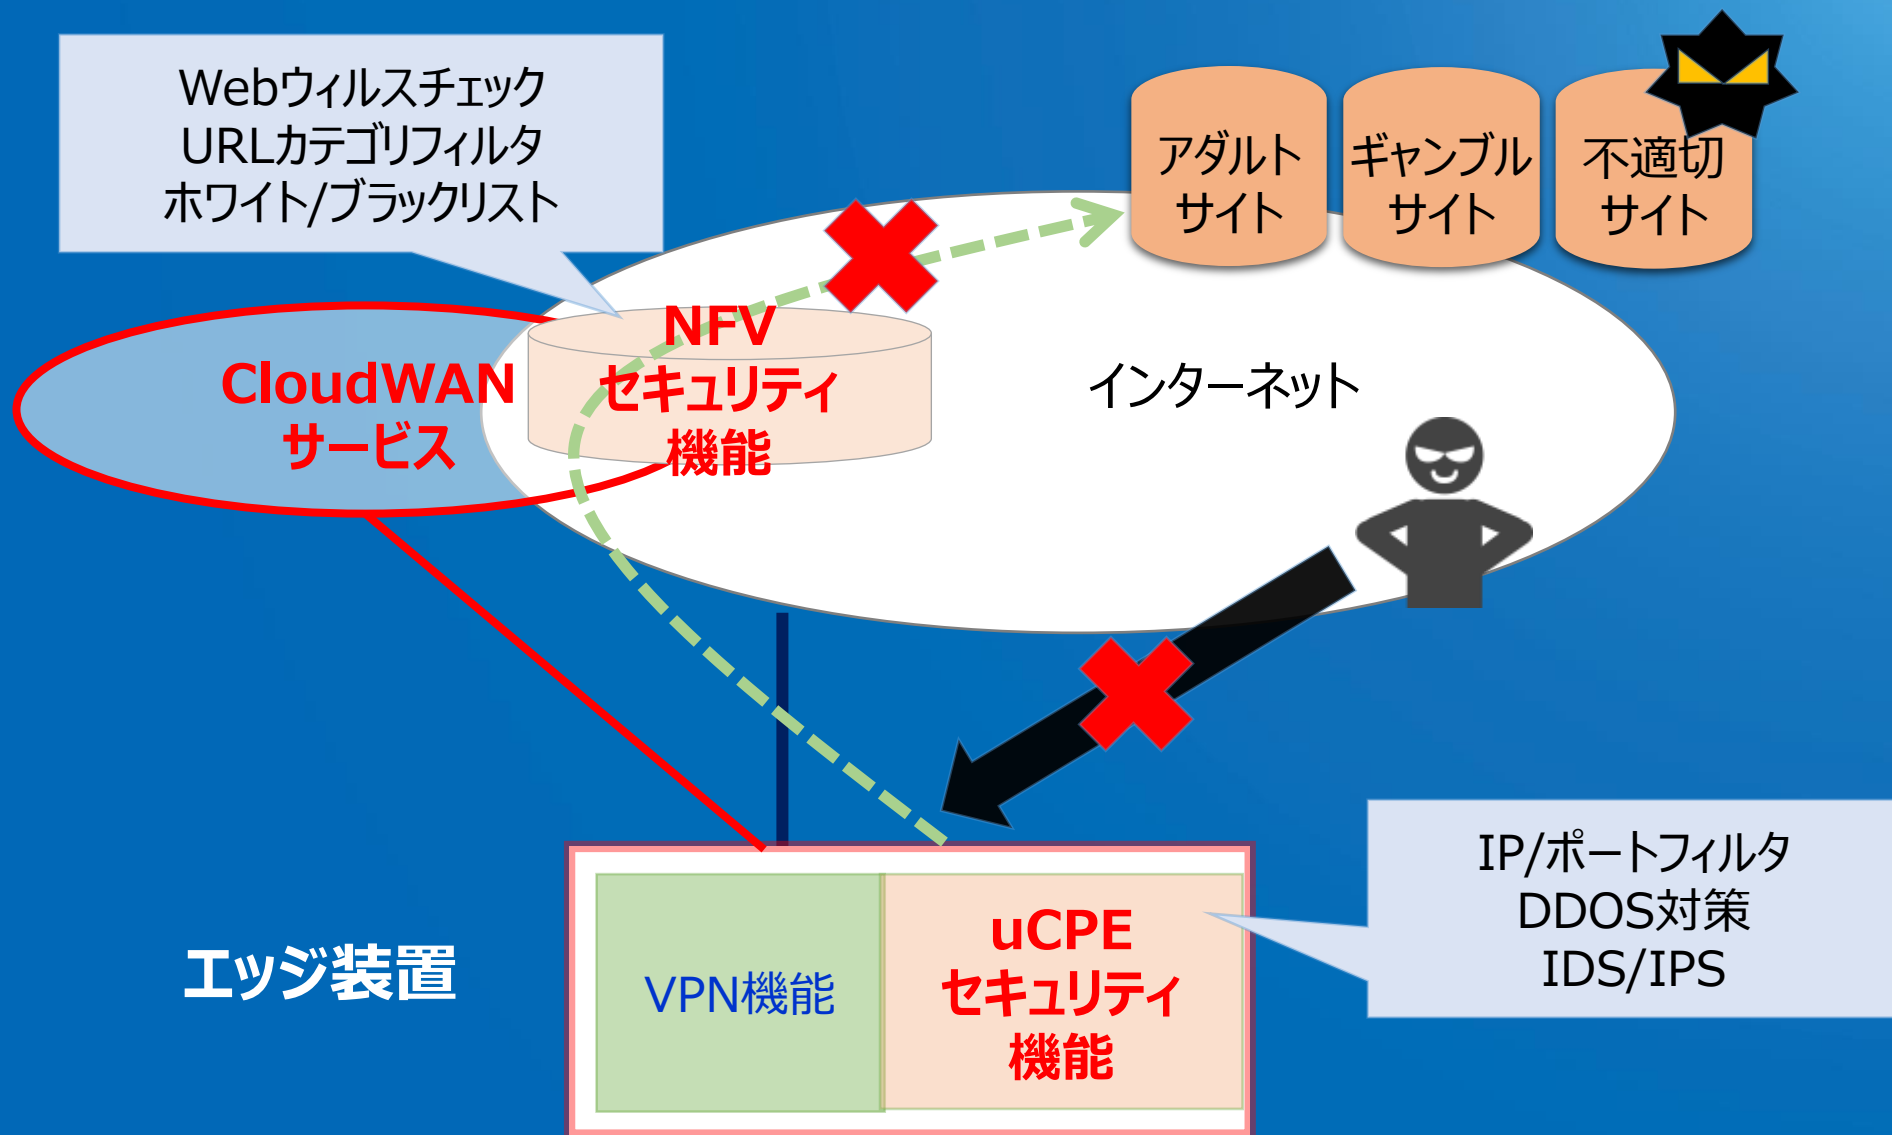 Webウィルスチェック
URLカテゴリフィルタ
ホワイト/ブラックリスト
アダルト
サイト
ギャンブル
サイト
不適切
サイト
NFV
セキュリティ
機能
CloudWAN
サービス
インターネット
エッジ装置
VPN機能
uCPE
セキュリティ
機能
IP/ポートフィルタ
DDOS対策
IDS/IPS